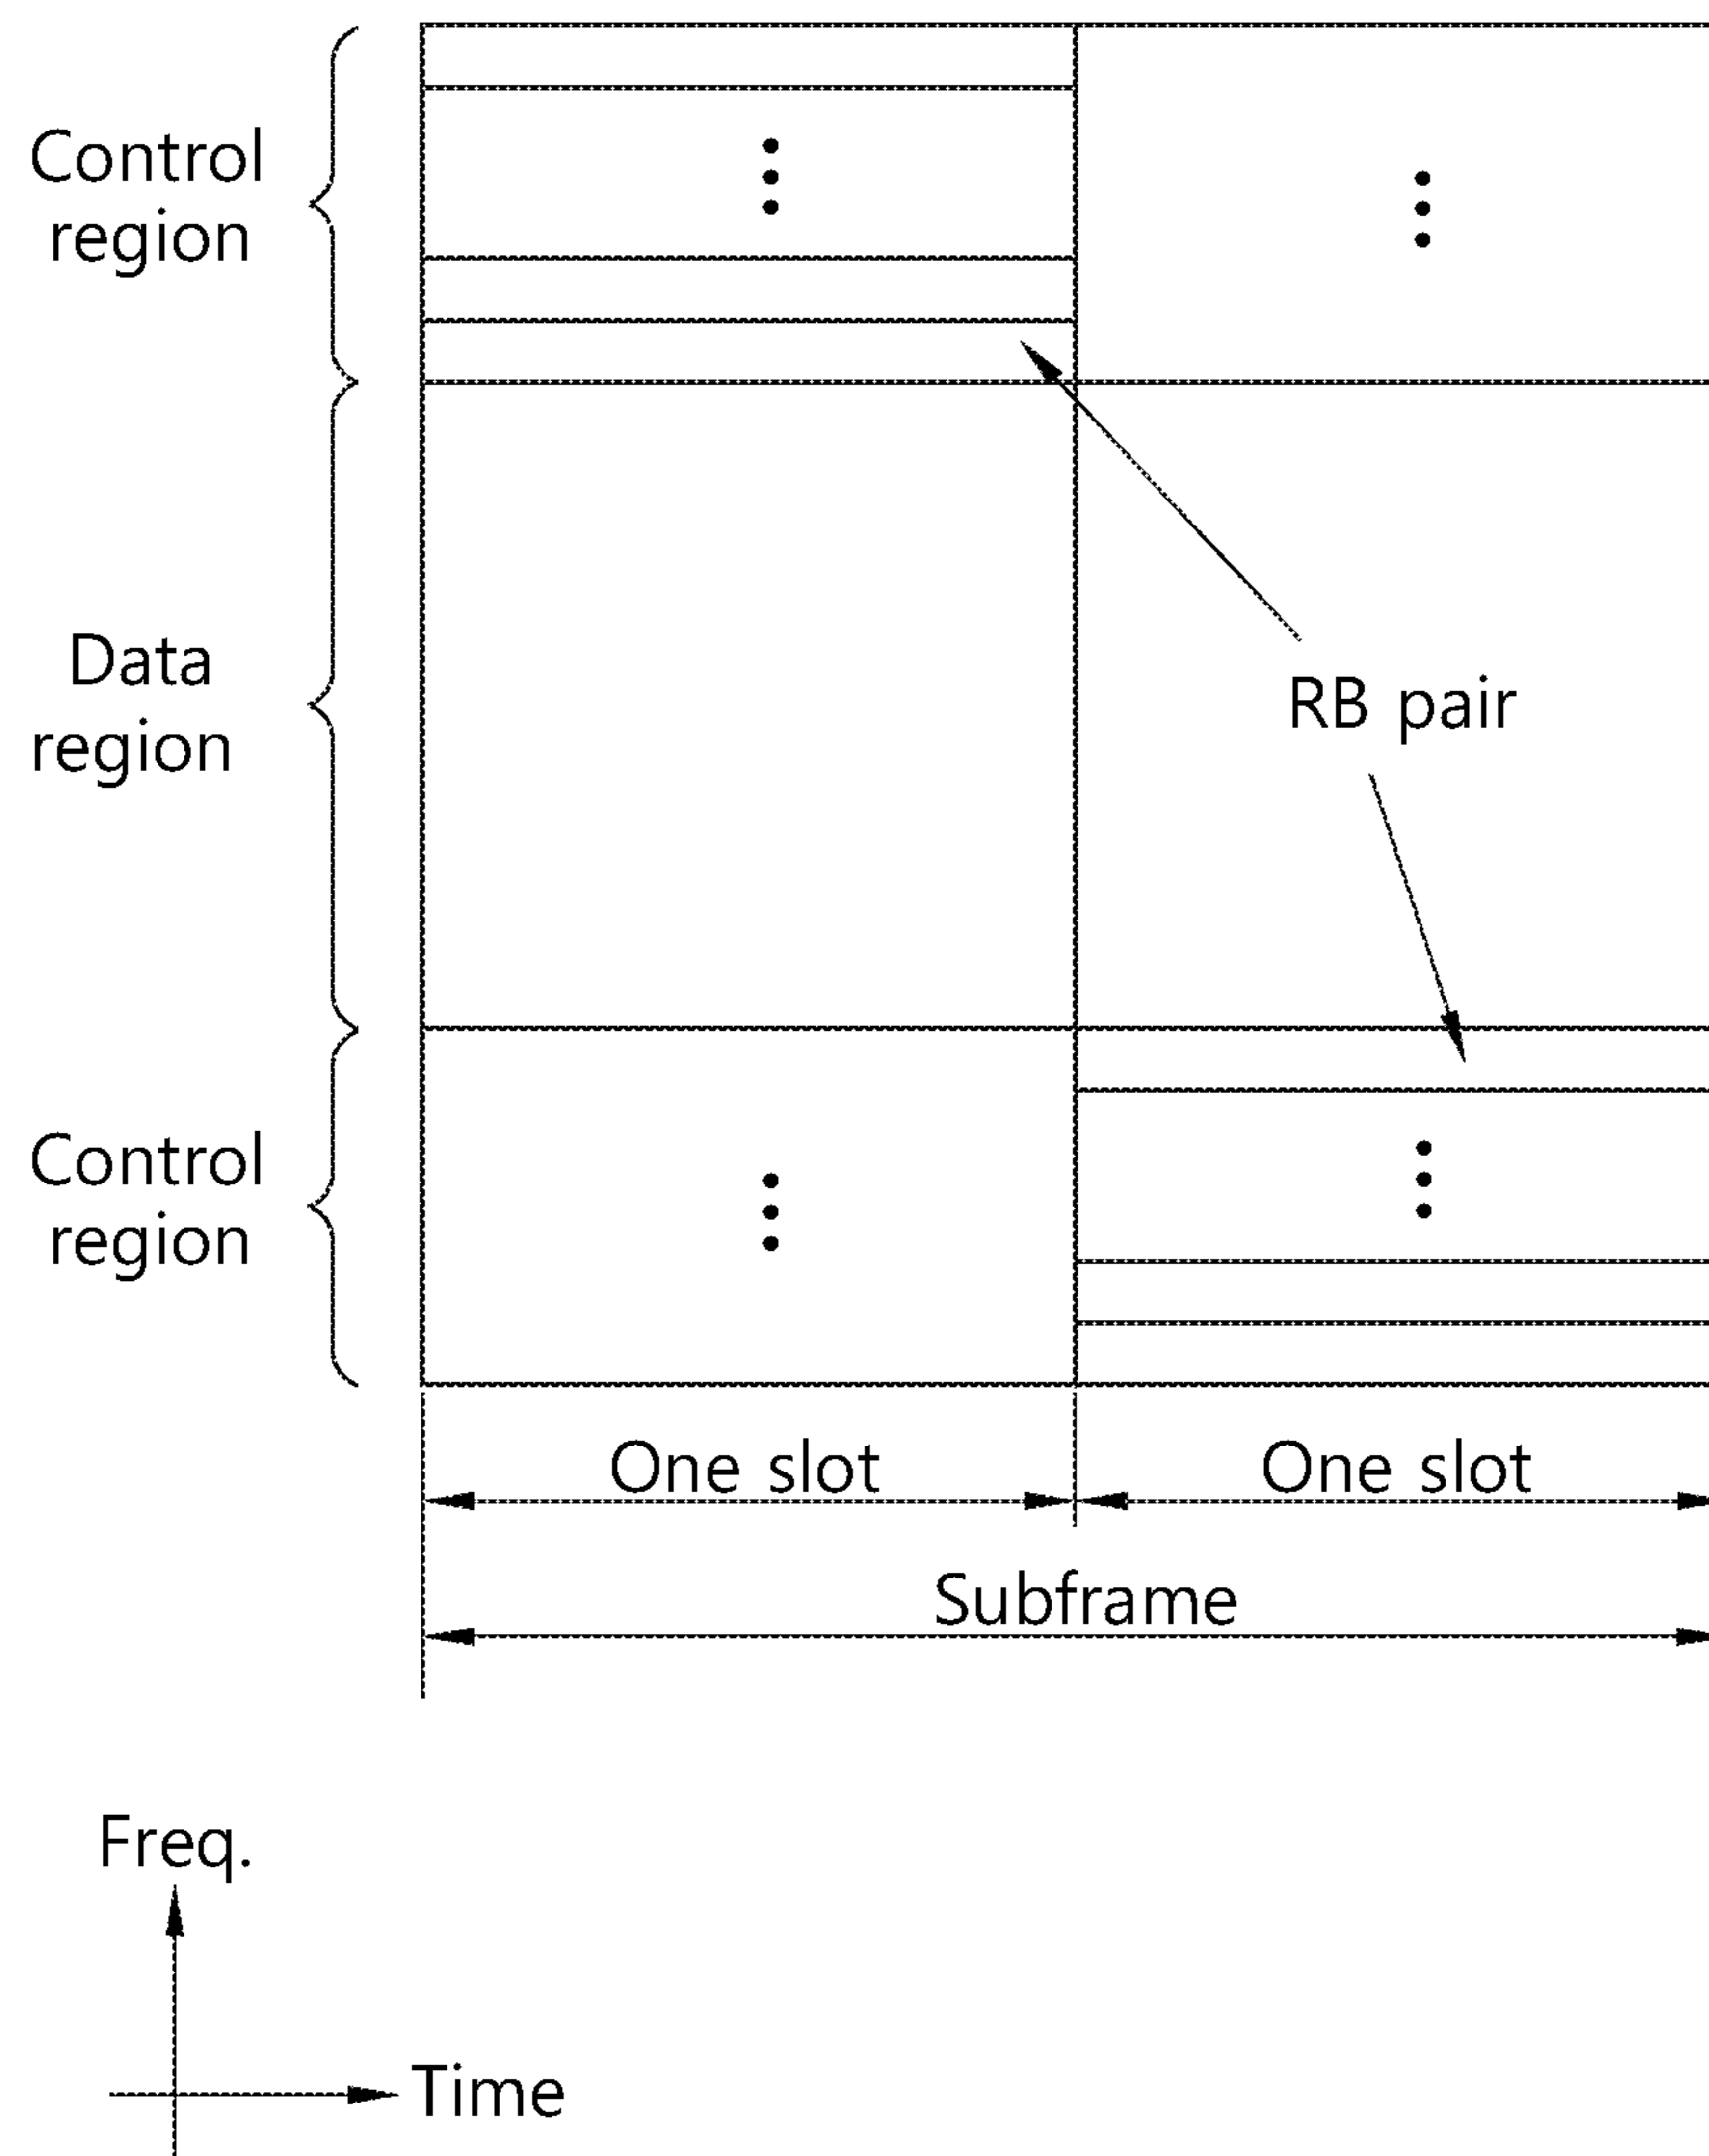 Control
region
Data
region
RB pair
Control
region
One slot
One slot
Subframe
Freq.
Time